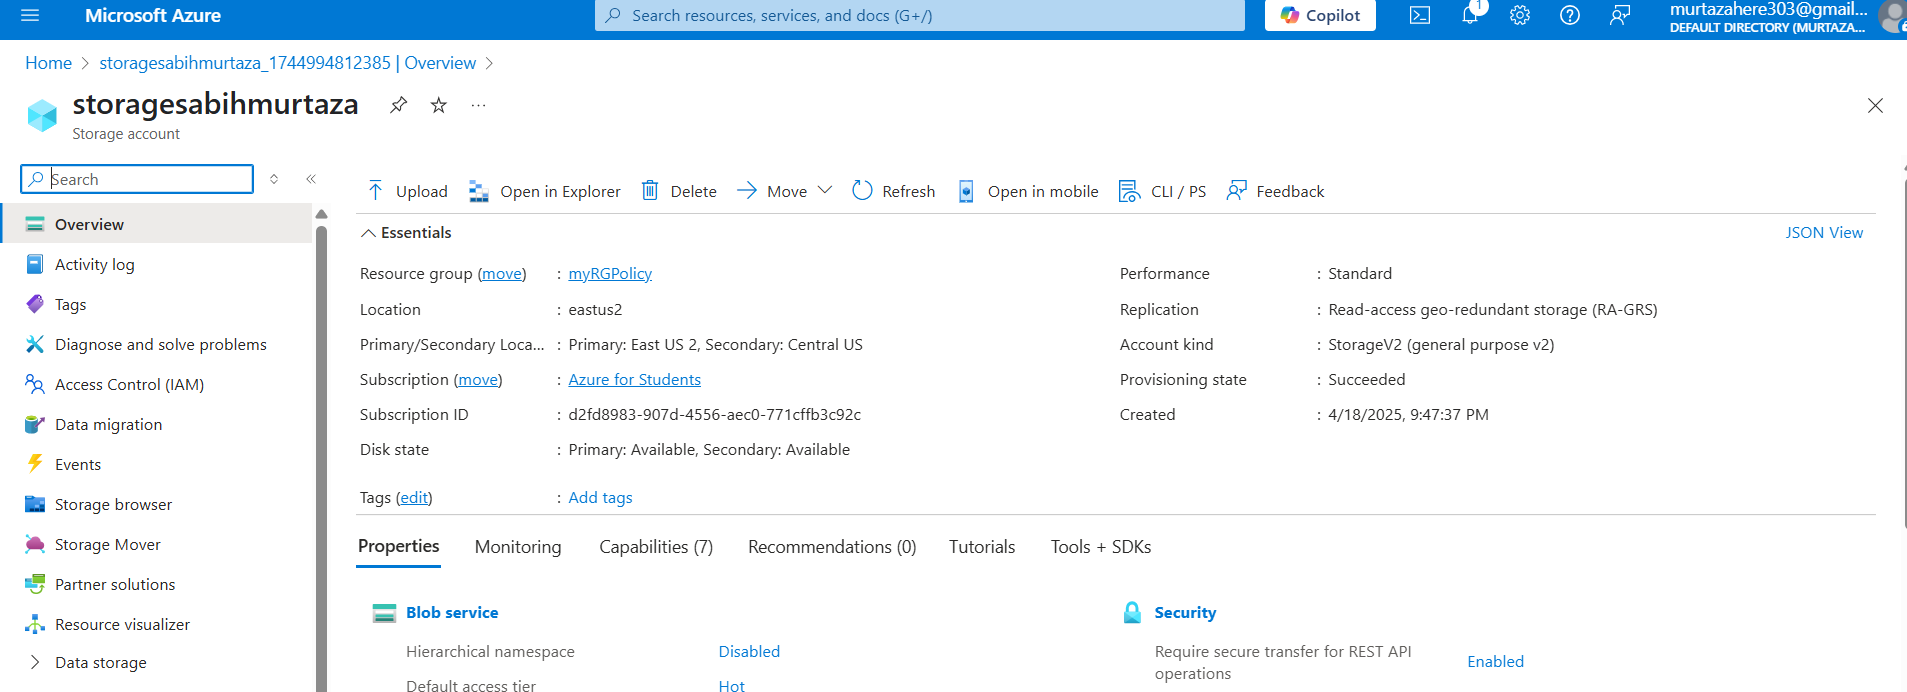 Microsoft Azure
Search resources, services, and docs (G+/)
Copilot
1
murtazahere303@gmail...
DEFAULT DIRECTORY (MURTAZA...
Home > storagesabihmurtaza_1744994812385 | Overview >
storagesabihmurtaza
Storage account
Search
Upload Open in Explorer Delete Move Refresh Open in mobile CLI / PS Feedback
Overview
Activity log
Tags
Diagnose and solve problems
Access Control (IAM)
Data migration
Events
Storage browser
Storage Mover
Partner solutions
Resource visualizer
Data storage
Essentials
JSON View
Resource group (move) : myRGPolicy
Location : eastus2
Primary/Secondary Loca... : Primary: East US 2, Secondary: Central US
Subscription (move) : Azure for Students
Subscription ID : d2fd8983-907d-4556-aec0-771cffb3c92c
Disk state : Primary: Available, Secondary: Available
Tags (edit) : Add tags
Performance : Standard
Replication : Read-access geo-redundant storage (RA-GRS)
Account kind : StorageV2 (general purpose v2)
Provisioning state : Succeeded
Created : 4/18/2025, 9:47:37 PM
Properties Monitoring Capabilities (7) Recommendations (0) Tutorials Tools + SDKs
Blob service
Hierarchical namespace Disabled
Default access tier Hot
Security
Require secure transfer for REST API
operations Enabled